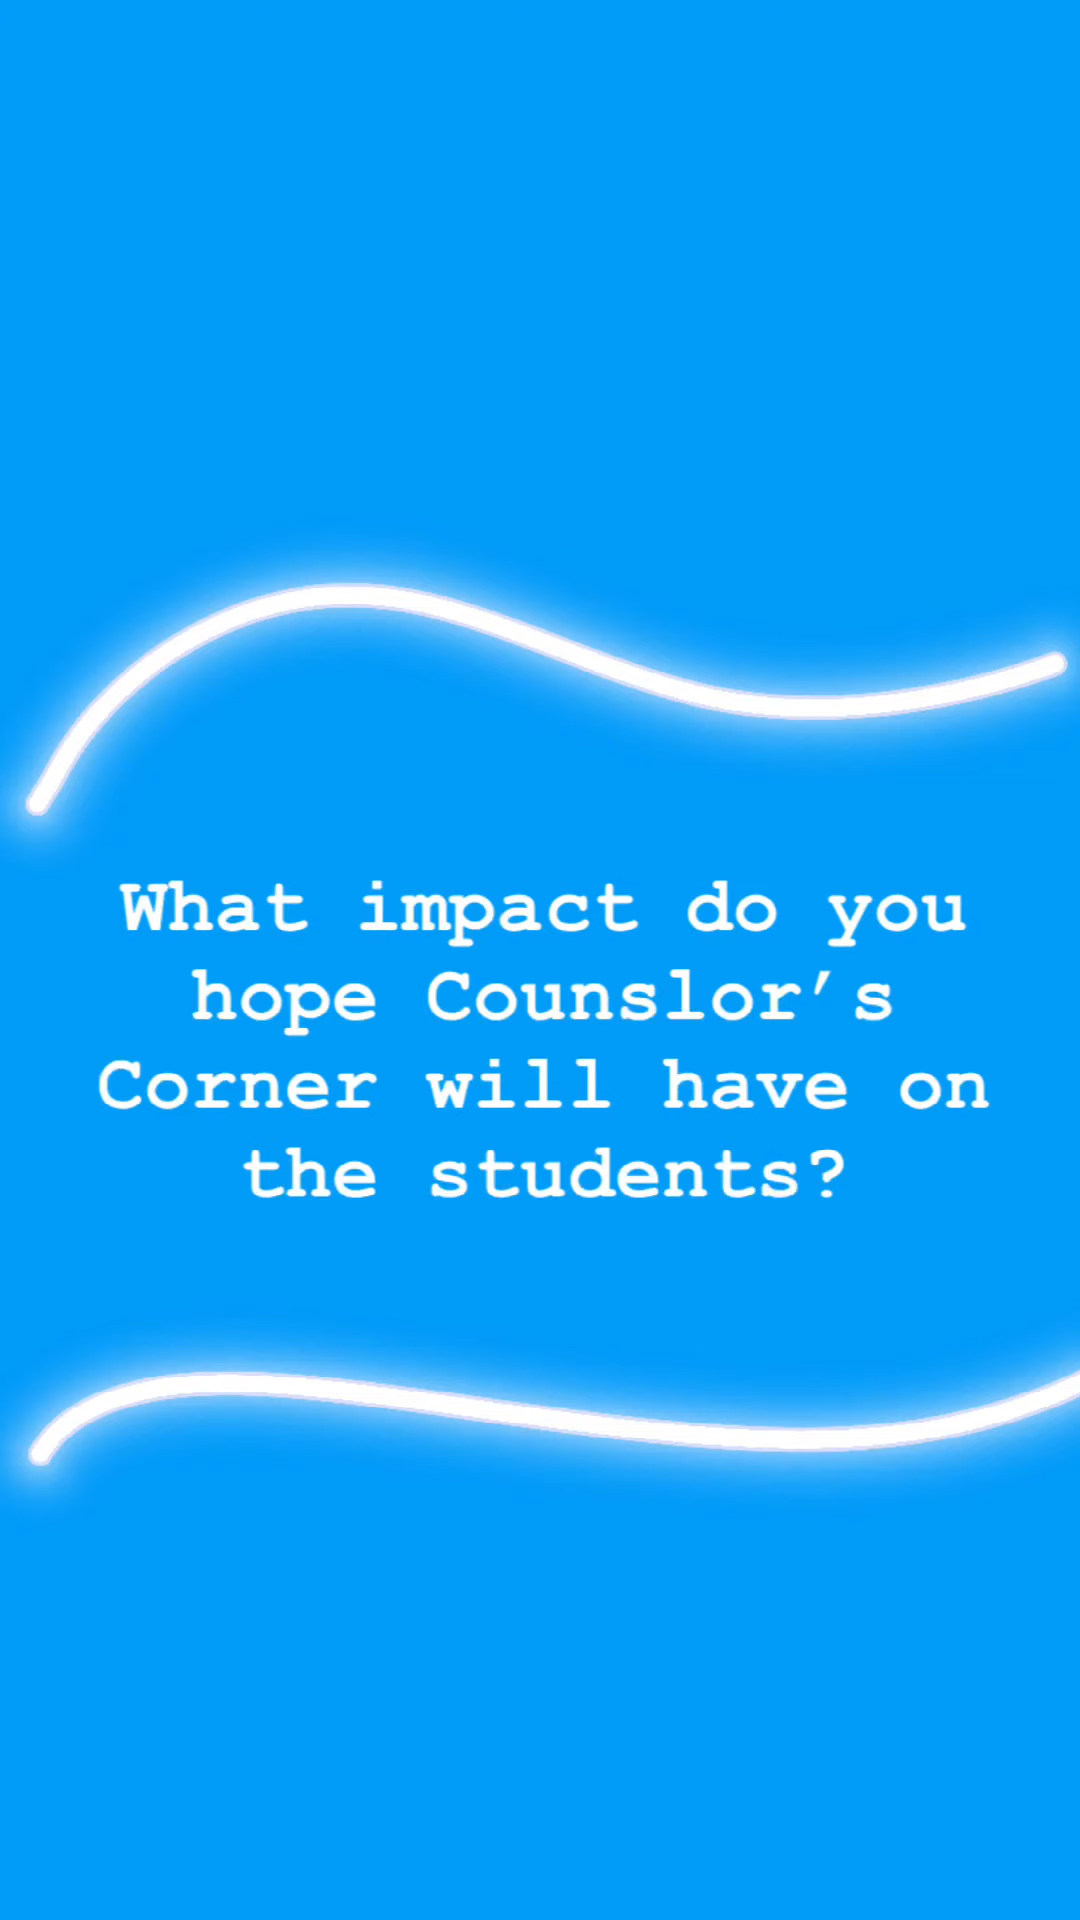 What impact do you
hope Counslor’s
Corner will have on
the students?